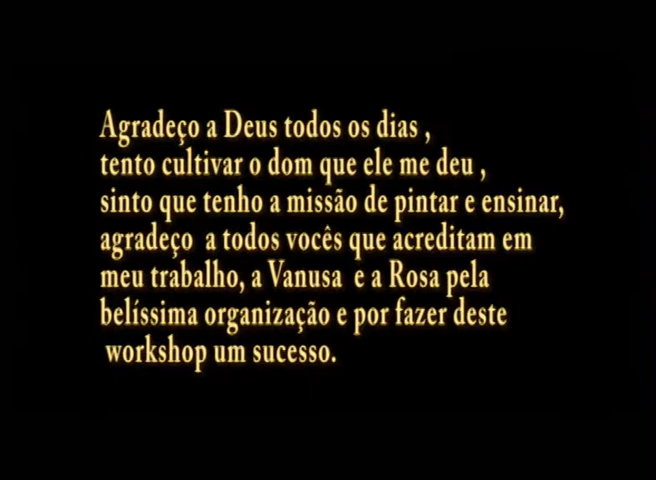 Agradeço a Deus todos os dias ,
tento cultivar o dom que ele me deu ,
sinto que tenho a missão de pintar e ensinar,
agradeço  a todos vocês que acreditam em
meu trabalho, a Vanusa  e a Rosa pela
belíssima organização e por fazer deste
workshop um sucesso.